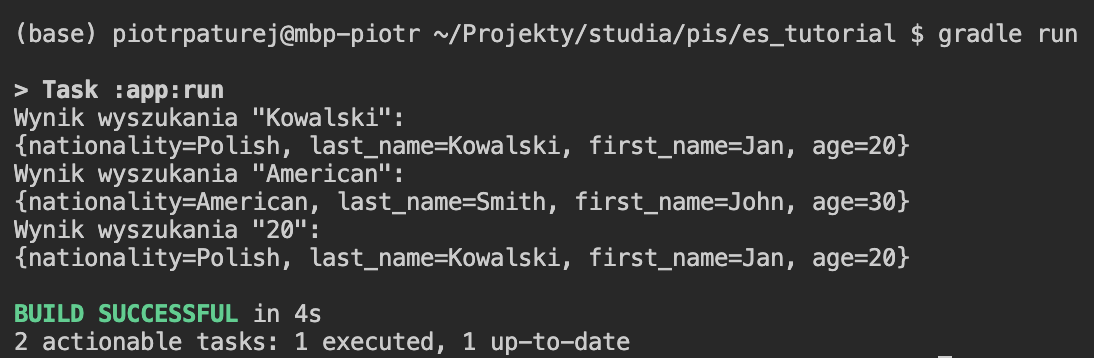 (base) piotrpaturej@mbp-piotr ~/Projekty/studia/pis/es_tutorial $ gradle run
> Task :app:run
Wynik wyszukania "Kowalski":
{nationality=Polish, last_name=Kowalski, first_name=Jan, age=20}
Wynik wyszukania "American":
{nationality=American, last_name=Smith, first_name=John, age=30}
Wynik wyszukania "20":
{nationality=Polish, last_name=Kowalski, first_name=Jan, age=20}
BUILD SUCCESSFUL in 4s
2 actionable tasks: 1 executed, 1 up-to-date